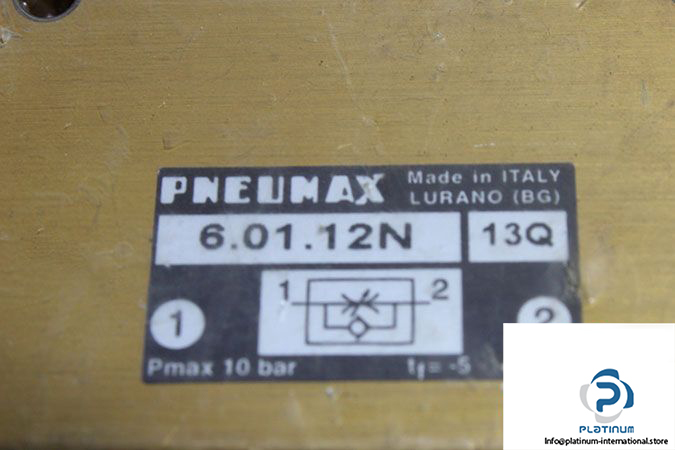 PNEUMAX Made in ITALY
LURANO (BG)
6.01.12N 13Q
1 2
1 2
Pmax 10 bar t = -5
PLATINUM
Info@platinum-international.store